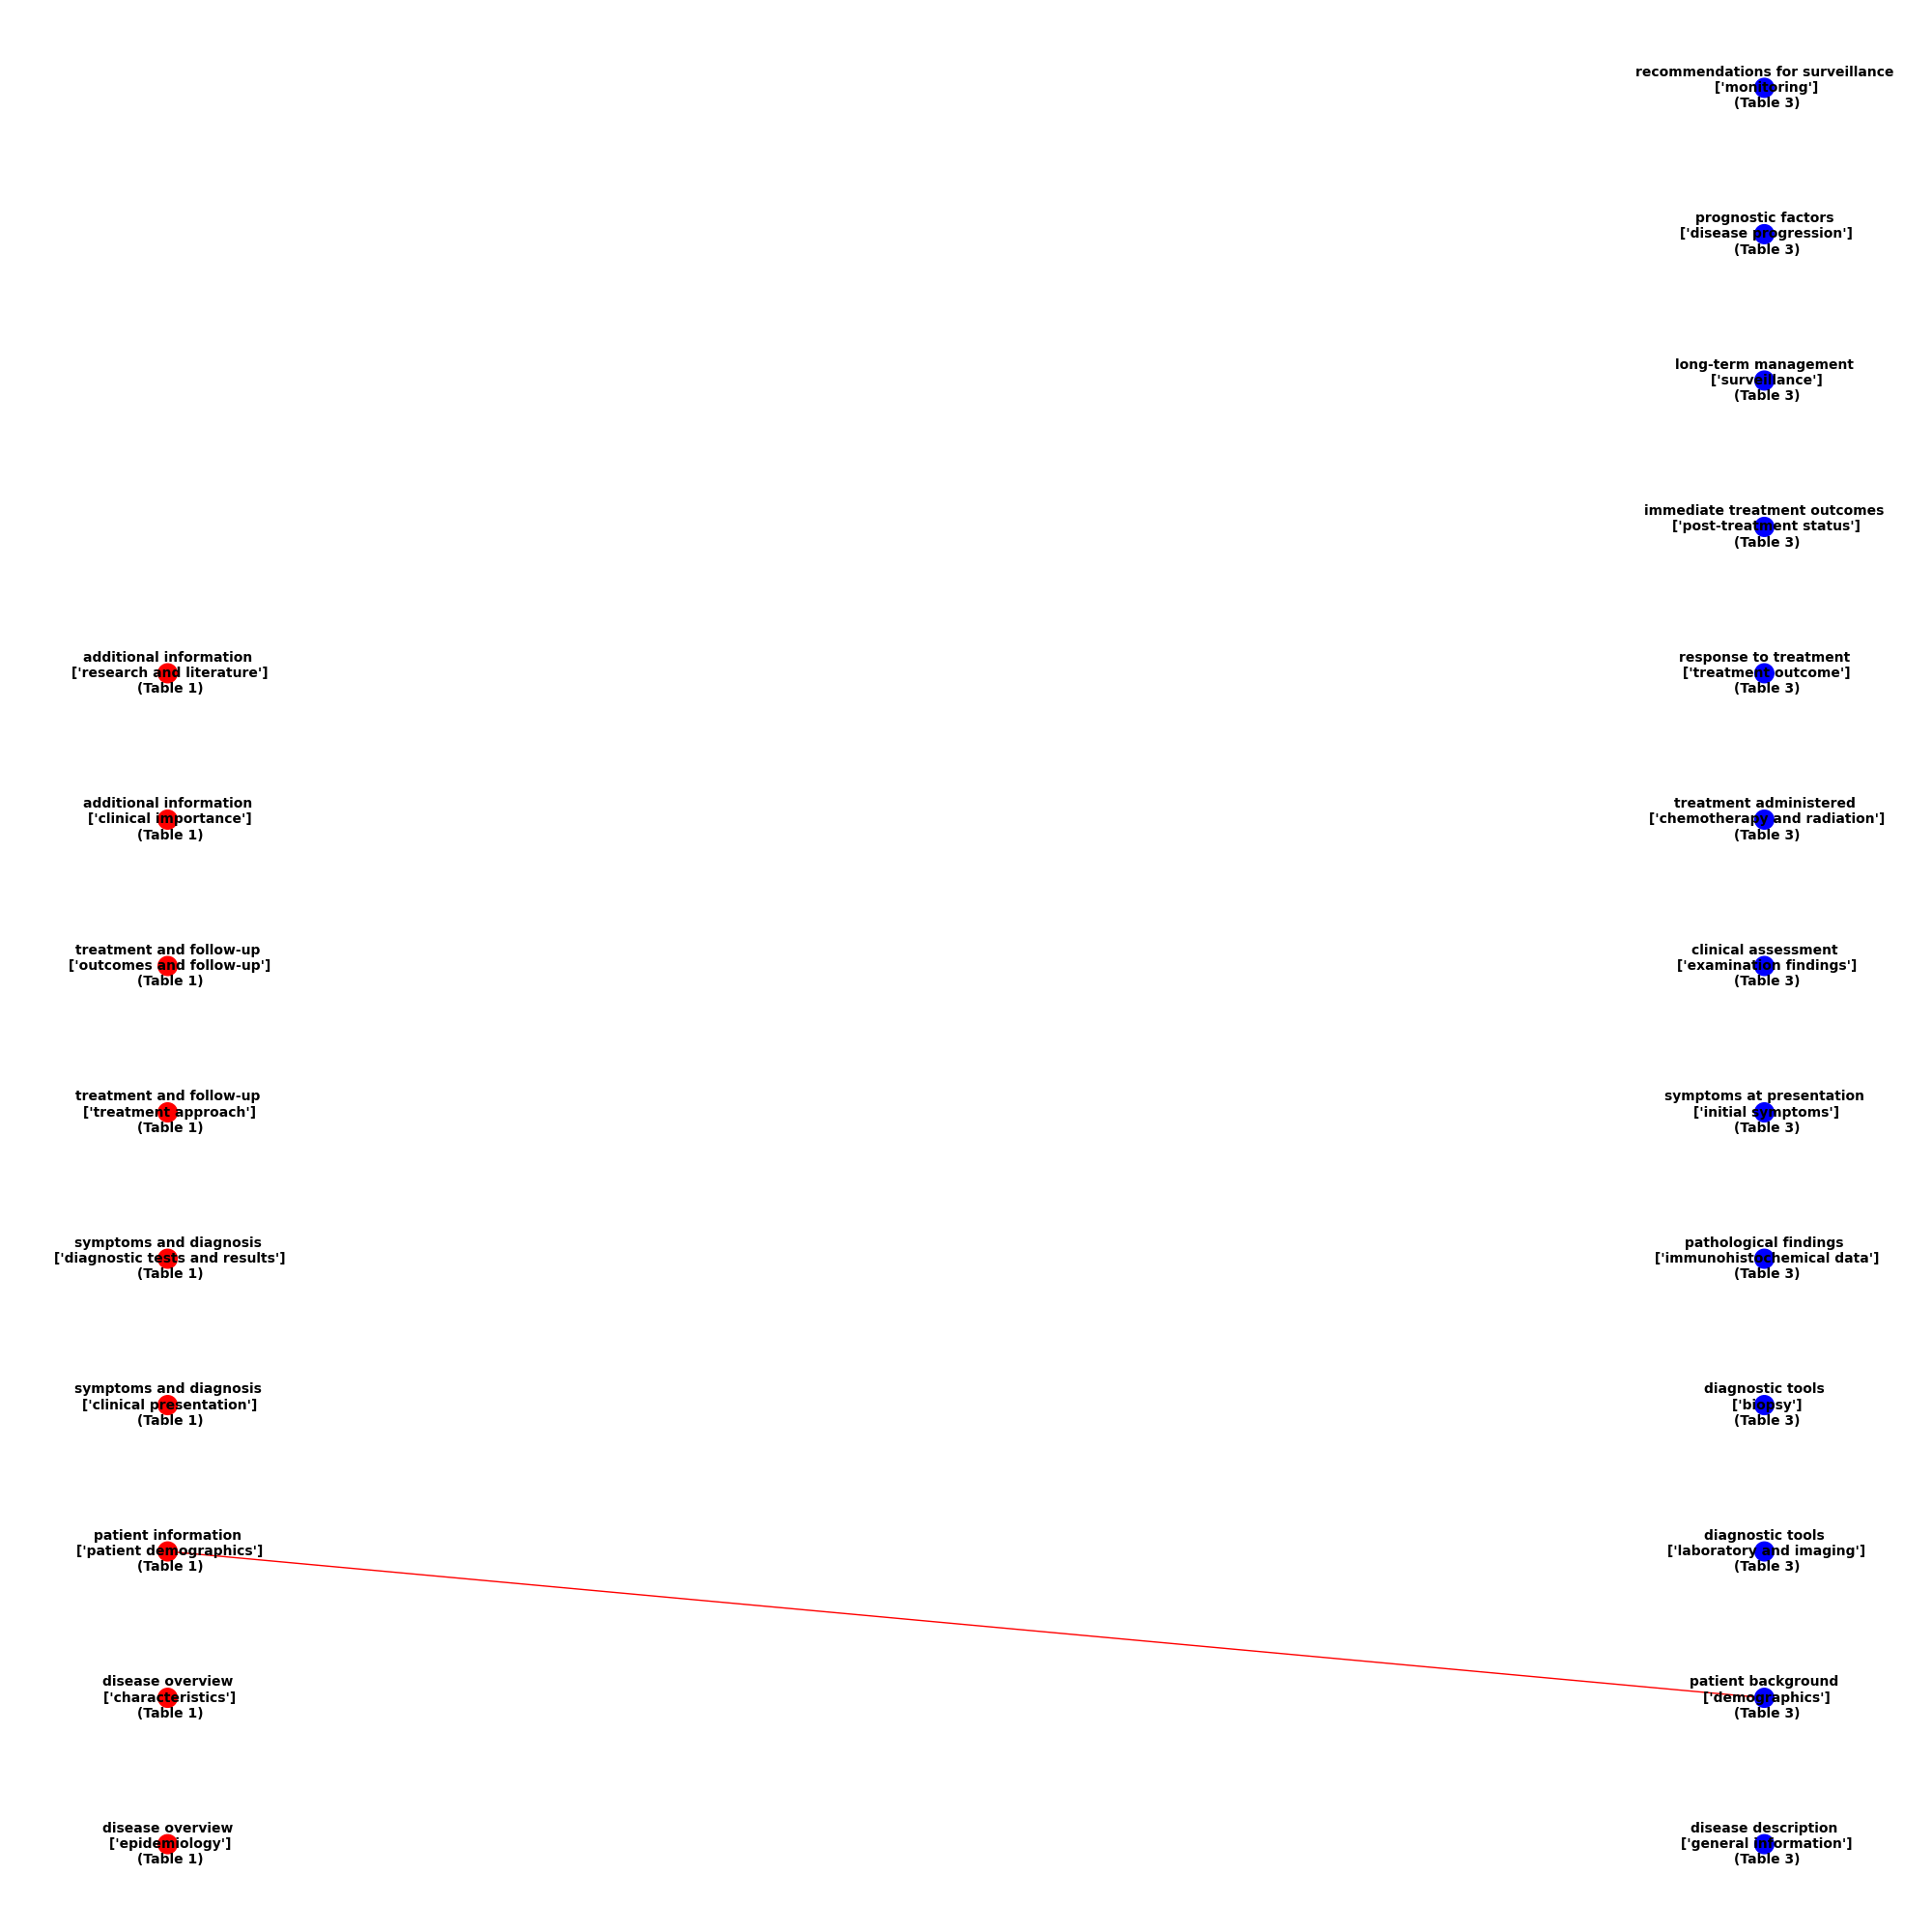 recommendations for surveillance
['monitoring']
(Table 3)
prognostic factors
['disease progression']
(Table 3)
long-term management
['surveillance']
(Table 3)
immediate treatment outcomes
['post-treatment status']
(Table 3)
additional information
['research and literature']
(Table 1)
response to treatment
['treatment outcome']
(Table 3)
additional information
['clinical importance']
(Table 1)
treatment administered
['chemotherapy and radiation']
(Table 3)
treatment and follow-up
['outcomes and follow-up']
(Table 1)
clinical assessment
['examination findings']
(Table 3)
treatment and follow-up
['treatment approach']
(Table 1)
symptoms at presentation
['initial symptoms']
(Table 3)
symptoms and diagnosis
['diagnostic tests and results']
(Table 1)
pathological findings
['immunohistochemical data']
(Table 3)
symptoms and diagnosis
['clinical presentation']
(Table 1)
diagnostic tools
['biopsy']
(Table 3)
patient information
['patient demographics']
(Table 1)
diagnostic tools
['laboratory and imaging']
(Table 3)
disease overview
['characteristics']
(Table 1)
patient background
['demographics']
(Table 3)
disease overview
['epidemiology']
(Table 1)
disease description
['general information']
(Table 3)